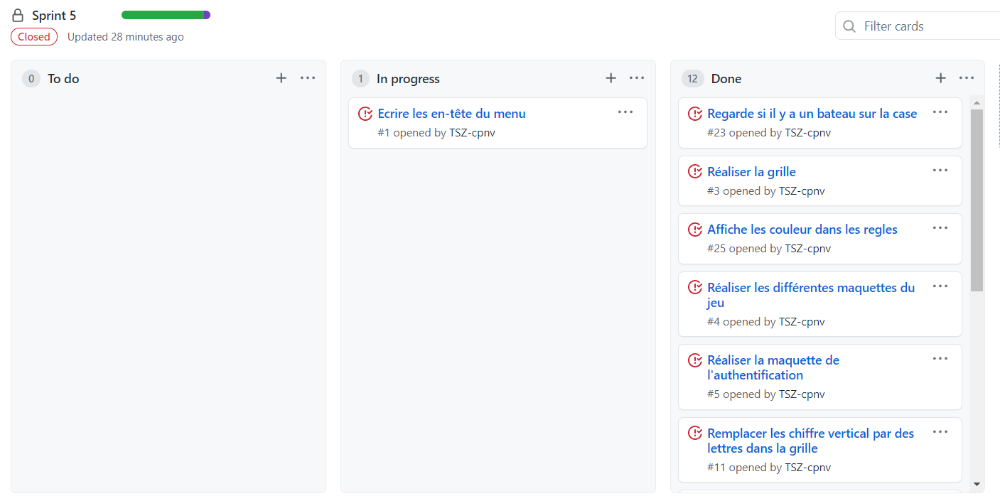 Sprint 5
Closed
Updated 28 minutes ago
Filter cards
0 To do
1 In progress
Ecrire les en-tête du menu
#1 opened by TSZ-cpnv
12 Done
Regarde si il y a un bateau sur la case
#23 opened by TSZ-cpnv
Réaliser la grille
#3 opened by TSZ-cpnv
Affiche les couleur dans les regles
#25 opened by TSZ-cpnv
Réaliser les différentes maquettes du
jeu
#4 opened by TSZ-cpnv
Réaliser la maquette de
l'authentification
#5 opened by TSZ-cpnv
Remplacer les chiffre vertical par des
lettres dans la grille
#11 opened by TSZ-cpnv